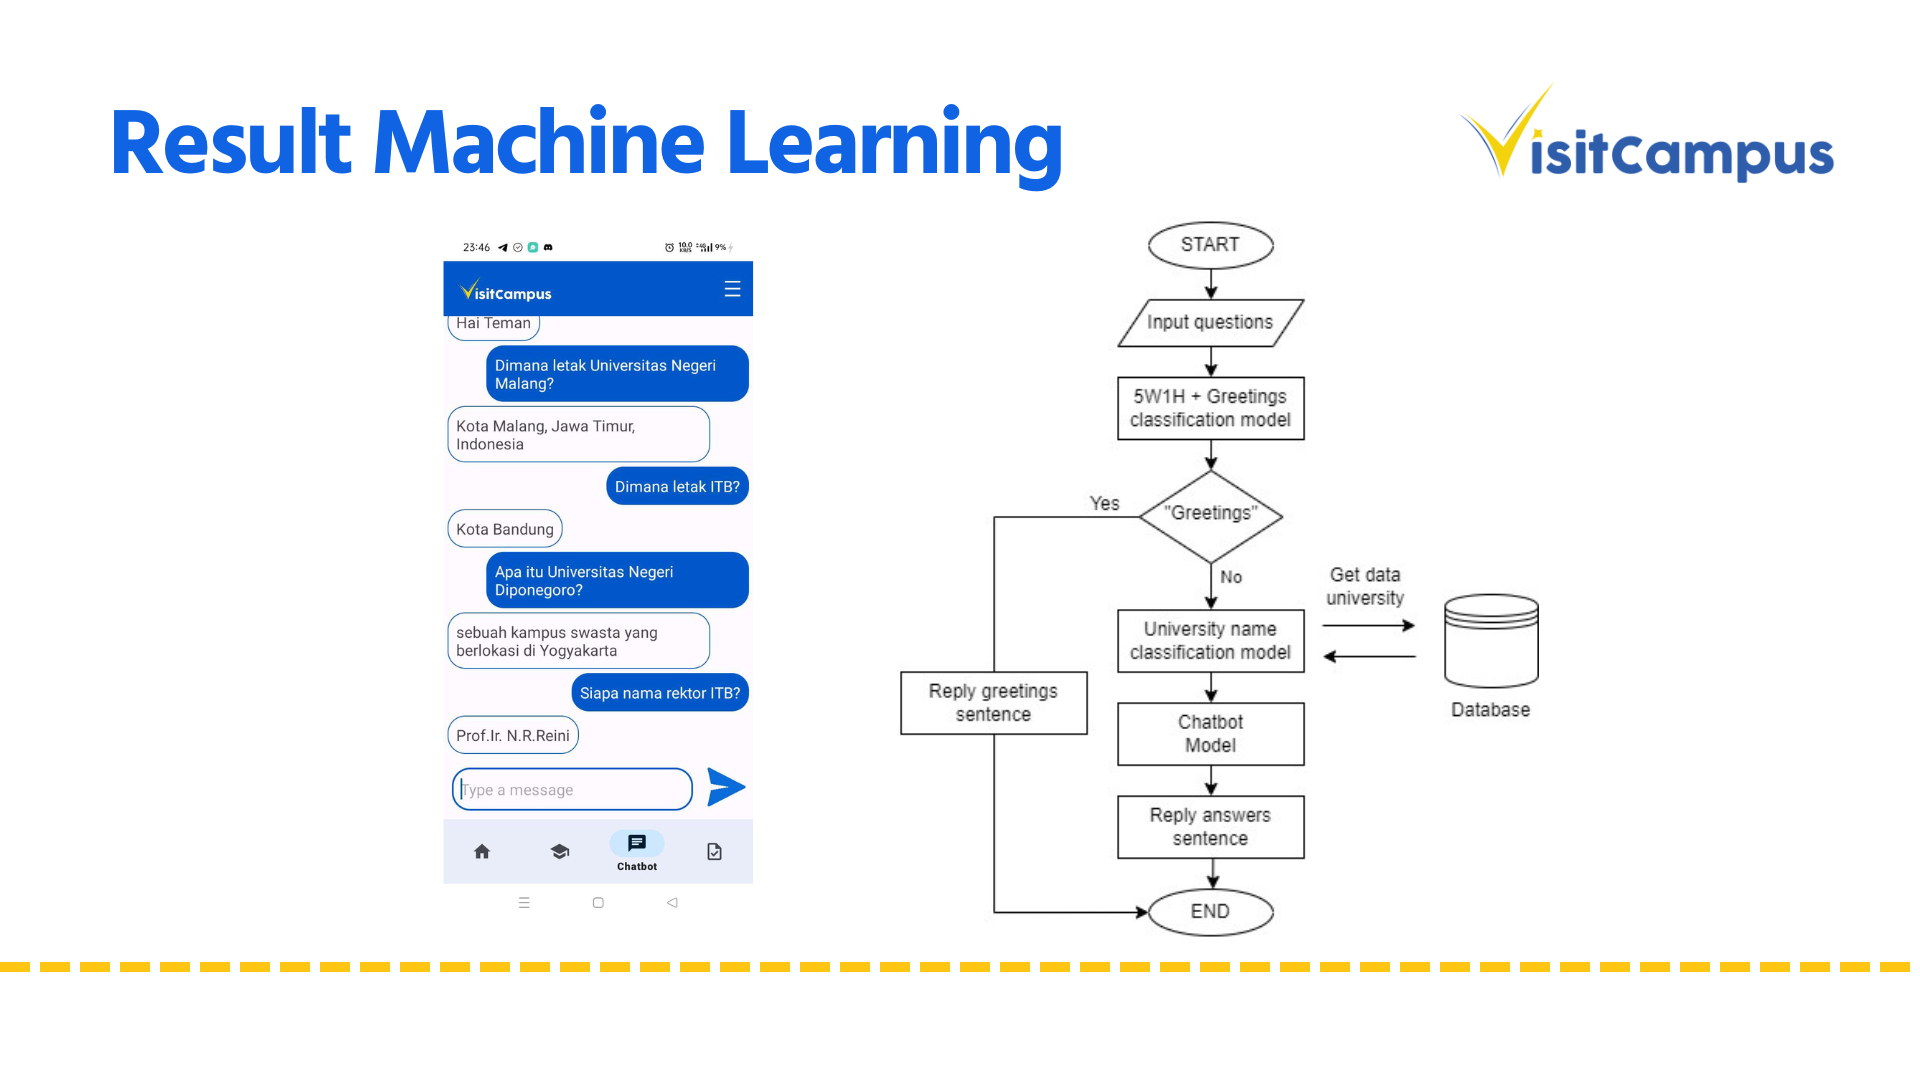 Result Machine Learning
VisitCampus
23:46
9%
VisitCampus
Hai Teman
Dimana letak Universitas Negeri
Malang?
Kota Malang, Jawa Timur,
Indonesia
Dimana letak ITB?
Kota Bandung
Apa itu Universitas Negeri
Diponegoro?
sebuah kampus swasta yang
berlokasi di Yogyakarta
Siapa nama rektor ITB?
Prof.Ir. N.R.Reini
Type a message
Chatbot
START
Input questions
5W1H + Greetings
classification model
"Greetings"
Yes
No
Reply greetings
sentence
University name
classification model
Get data
university
Database
Chatbot
Model
Reply answers
sentence
END